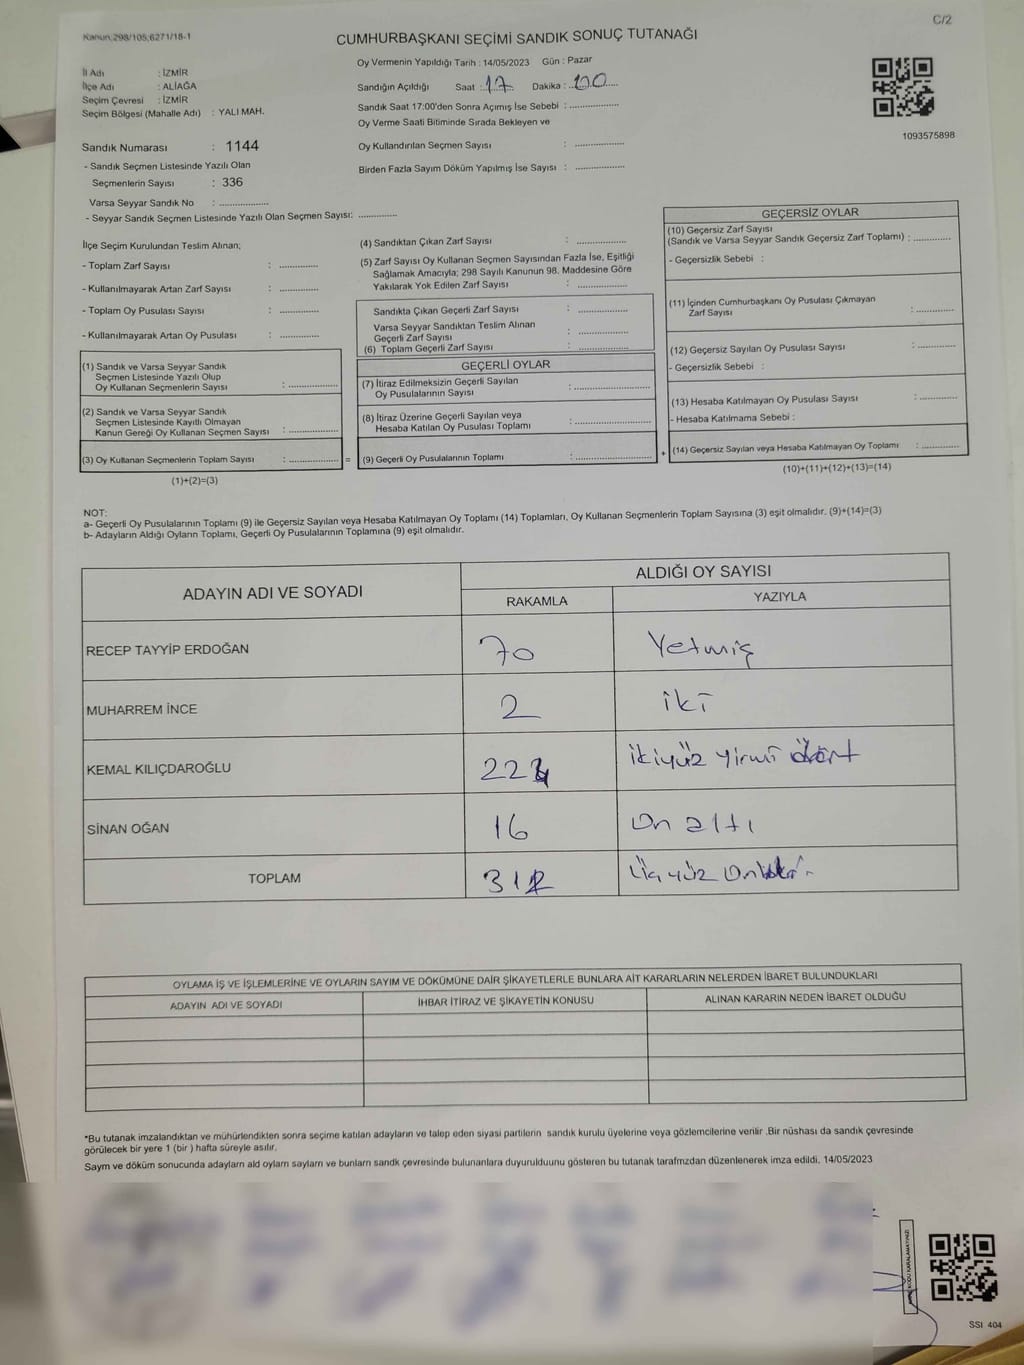 C/2
Kanun;298/105;6271/18-1
CUMHURBAŞKANI SEÇİMİ SANDIK SONUÇ TUTANAĞI
İl Adı : İZMİR
İlçe Adı : ALİAĞA
Seçim Çevresi : İZMİR
Seçim Bölgesi (Mahalle Adı) : YALI MAH.
Sandık Numarası : 1144
- Sandık Seçmen Listesinde Yazılı Olan
Seçmenlerin Sayısı : 336
Varsa Seyyar Sandık No : ..................
- Seyyar Sandık Seçmen Listesinde Yazılı Olan Seçmen Sayısı: ..............
Oy Vermenin Yapıldığı Tarih : 14/05/2023 Gün : Pazar
Sandığın Açıldığı Saat : 17 Dakika : 00
Sandık Saat 17:00'den Sonra Açımış İse Sebebi : ..................
Oy Verme Saati Bitiminde Sırada Bekleyen ve
Oy Kullandırılan Seçmen Sayısı : ..................
Birden Fazla Sayım Döküm Yapılmış İse Sayısı : ..................
1093575898
İlçe Seçim Kurulundan Teslim Alınan;
- Toplam Zarf Sayısı : ..............
- Kullanılmayarak Artan Zarf Sayısı : ..............
- Toplam Oy Pusulası Sayısı : ..............
- Kullanılmayarak Artan Oy Pusulası : ..............
(1) Sandık ve Varsa Seyyar Sandık
Seçmen Listesinde Yazılı Olup
Oy Kullanan Seçmenlerin Sayısı : ..................
(2) Sandık ve Varsa Seyyar Sandık
Seçmen Listesinde Kayıtlı Olmayan
Kanun Gereği Oy Kullanan Seçmen Sayısı : ..................
(3) Oy Kullanan Seçmenlerin Toplam Sayısı : .................. =
(1)+(2)=(3)
(4) Sandıktan Çıkan Zarf Sayısı : ..................
(5) Zarf Sayısı Oy Kullanan Seçmen Sayısından Fazla İse, Eşitliği
Sağlamak Amacıyla; 298 Sayılı Kanunun 98. Maddesine Göre
Yakılarak Yok Edilen Zarf Sayısı : ..................
Sandıkta Çıkan Geçerli Zarf Sayısı : ..................
Varsa Seyyar Sandıktan Teslim Alınan
Geçerli Zarf Sayısı : ..................
(6) Toplam Geçerli Zarf Sayısı : ..................
GEÇERLİ OYLAR
(7) İtiraz Edilmeksizin Geçerli Sayılan
Oy Pusulalarının Sayısı : ..................
(8) İtiraz Üzerine Geçerli Sayılan veya
Hesaba Katılan Oy Pusulası Toplamı : ..................
(9) Geçerli Oy Pusulalarının Toplamı : .................. +
GEÇERSİZ OYLAR
(10) Geçersiz Zarf Sayısı
(Sandık ve Varsa Seyyar Sandık Geçersiz Zarf Toplamı) : ..............
- Geçersizlik Sebebi :
(11) İçinden Cumhurbaşkanı Oy Pusulası Çıkmayan
Zarf Sayısı : ..............
(12) Geçersiz Sayılan Oy Pusulası Sayısı : ..............
- Geçersizlik Sebebi :
(13) Hesaba Katılmayan Oy Pusulası Sayısı : ..............
- Hesaba Katılmama Sebebi :
(14) Geçersiz Sayılan veya Hesaba Katılmayan Oy Toplamı : ..............
(10)+(11)+(12)+(13)=(14)
NOT:
a- Geçerli Oy Pusulalarının Toplamı (9) ile Geçersiz Sayılan veya Hesaba Katılmayan Oy Toplamı (14) Toplamları, Oy Kullanan Seçmenlerin Toplam Sayısına (3) eşit olmalıdır. (9)+(14)=(3)
b- Adayların Aldığı Oyların Toplamı, Geçerli Oy Pusulalarının Toplamına (9) eşit olmalıdır.
ADAYIN ADI VE SOYADI ALDIĞI OY SAYISI
RAKAMLA YAZIYLA
RECEP TAYYİP ERDOĞAN 70 Yetmiş
MUHARREM İNCE 2 iki
KEMAL KILIÇDAROĞLU 224 ikiyüz yirmi dört
SİNAN OĞAN 16 On altı
TOPLAM 312 Üçyüz Oniki
OYLAMA İŞ VE İŞLEMLERİNE VE OYLARIN SAYIM VE DÖKÜMÜNE DAİR ŞİKAYETLERLE BUNLARA AİT KARARLARIN NELERDEN İBARET BULUNDUKLARI
ADAYIN ADI VE SOYADI İHBAR İTİRAZ VE ŞİKAYETİN KONUSU ALINAN KARARIN NEDEN İBARET OLDUĞU
*Bu tutanak imzalandıktan ve mühürlendikten sonra seçime katılan adayların ve talep eden siyasi partilerin sandık kurulu üyelerine veya gözlemcilerine verilir .Bir nüshası da sandık çevresinde
görülecek bir yere 1 (bir ) hafta süreyle asılır.
Sayım ve döküm sonucunda adayların ald oyların sayları ve bunların sandk çevresinde bulunanlara duyurulduunu gösteren bu tutanak tarafmzdan düzenlenerek imza edildi. 14/05/2023
SSI 404